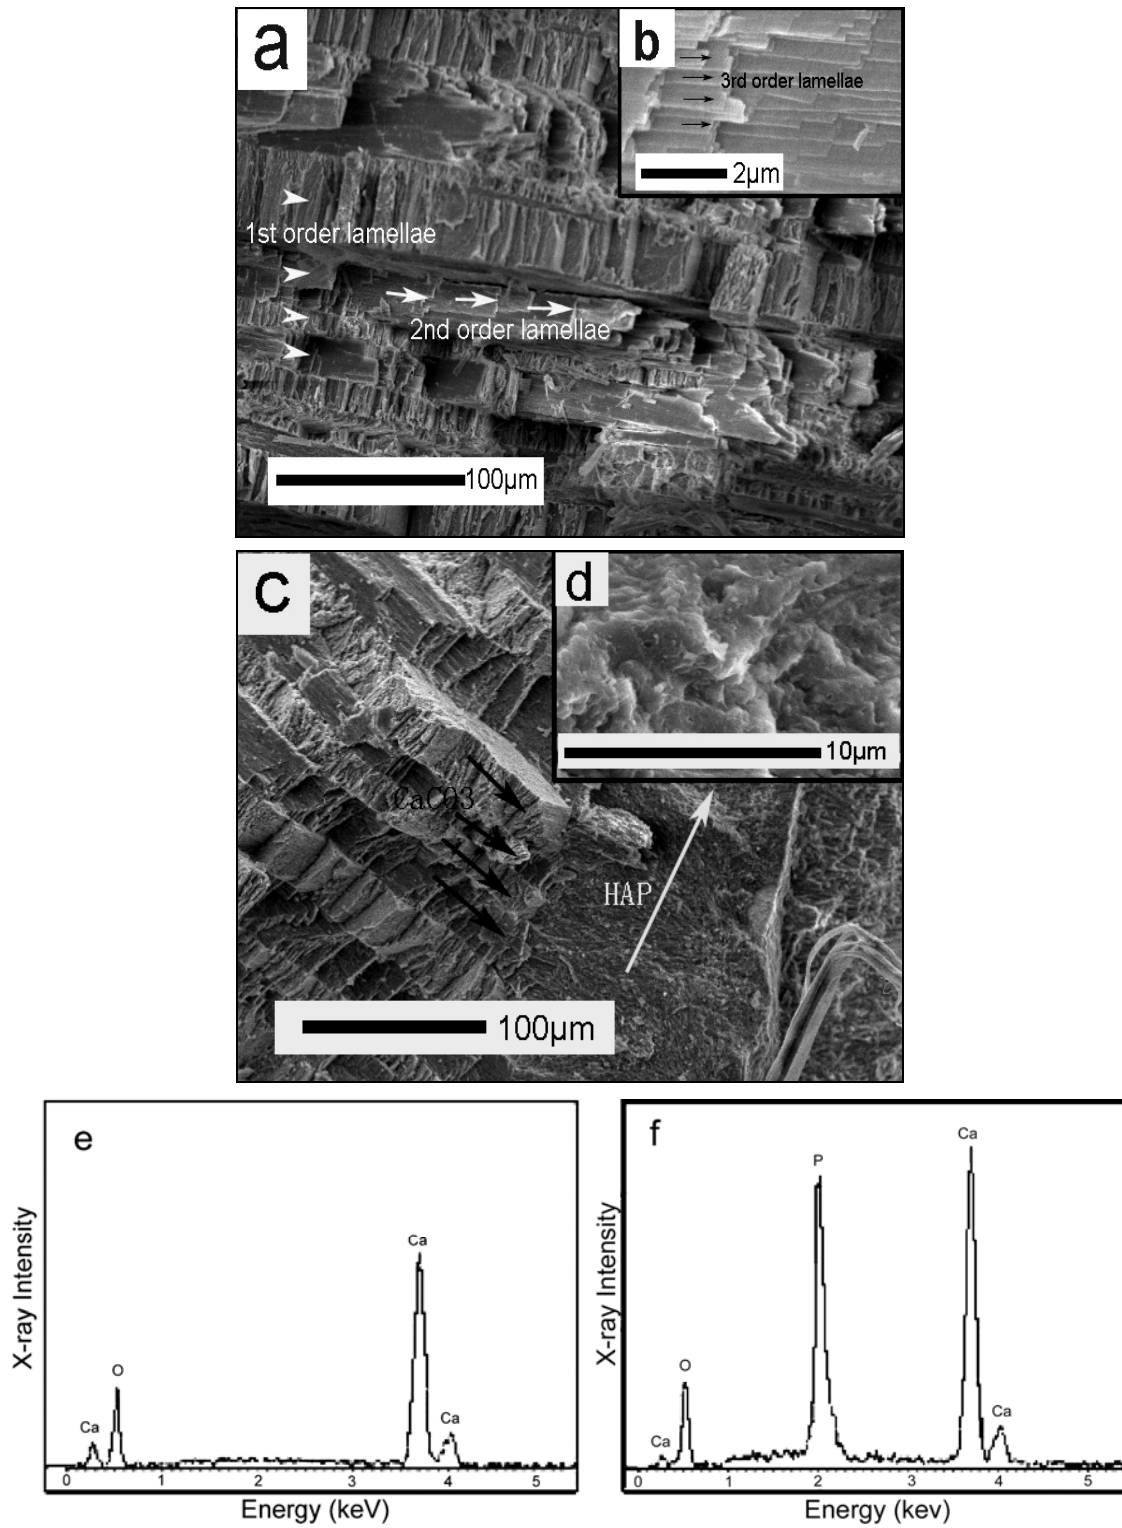 a
b
3rd order lamellae
2µm
1st order lamellae
2nd order lamellae
100µm
c
d
10µm
CaCO3
HAP
100µm
e
Ca
O
Ca
Ca
X-ray Intensity
0 1 2 3 4 5
Energy (keV)
f
Ca
P
O
Ca
Ca
X-ray Intensity
0 1 2 3 4 5
Energy (kev)